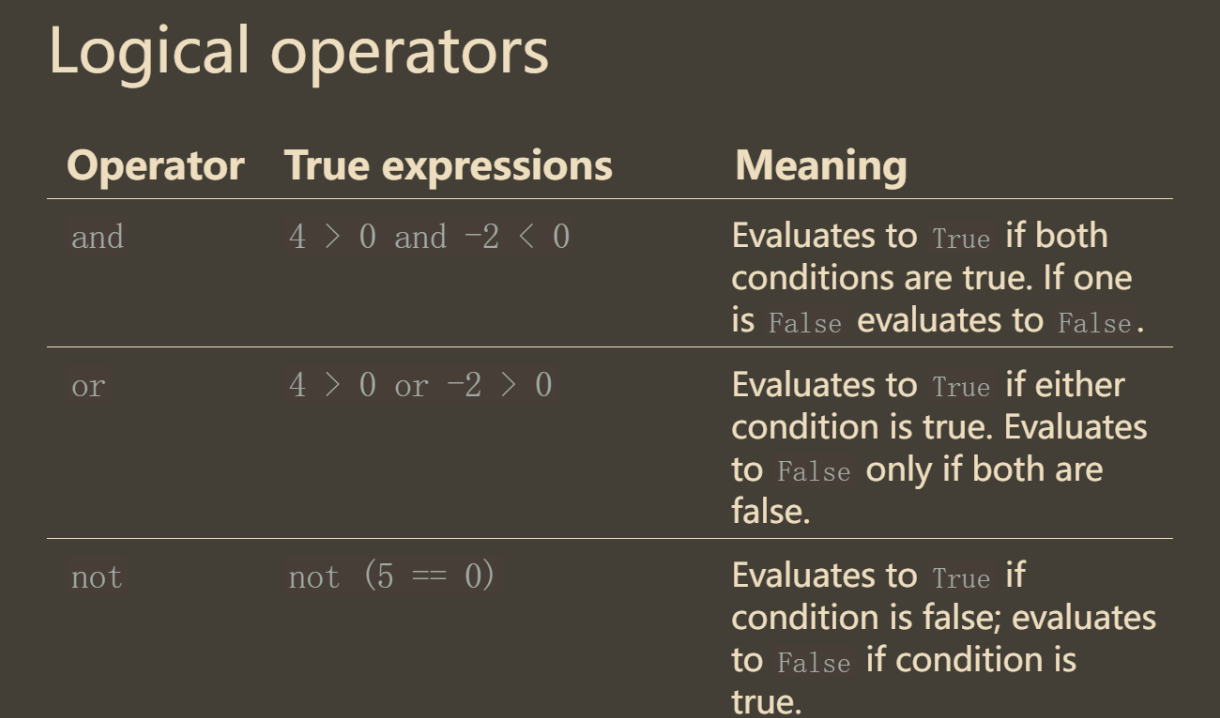 Logical operators
Operator True expressions Meaning
and 4 > 0 and -2 < 0 Evaluates to True if both
conditions are true. If one
is False evaluates to False.
or 4 > 0 or -2 > 0 Evaluates to True if either
condition is true. Evaluates
to False only if both are
false.
not not (5 == 0) Evaluates to True if
condition is false; evaluates
to False if condition is
true.